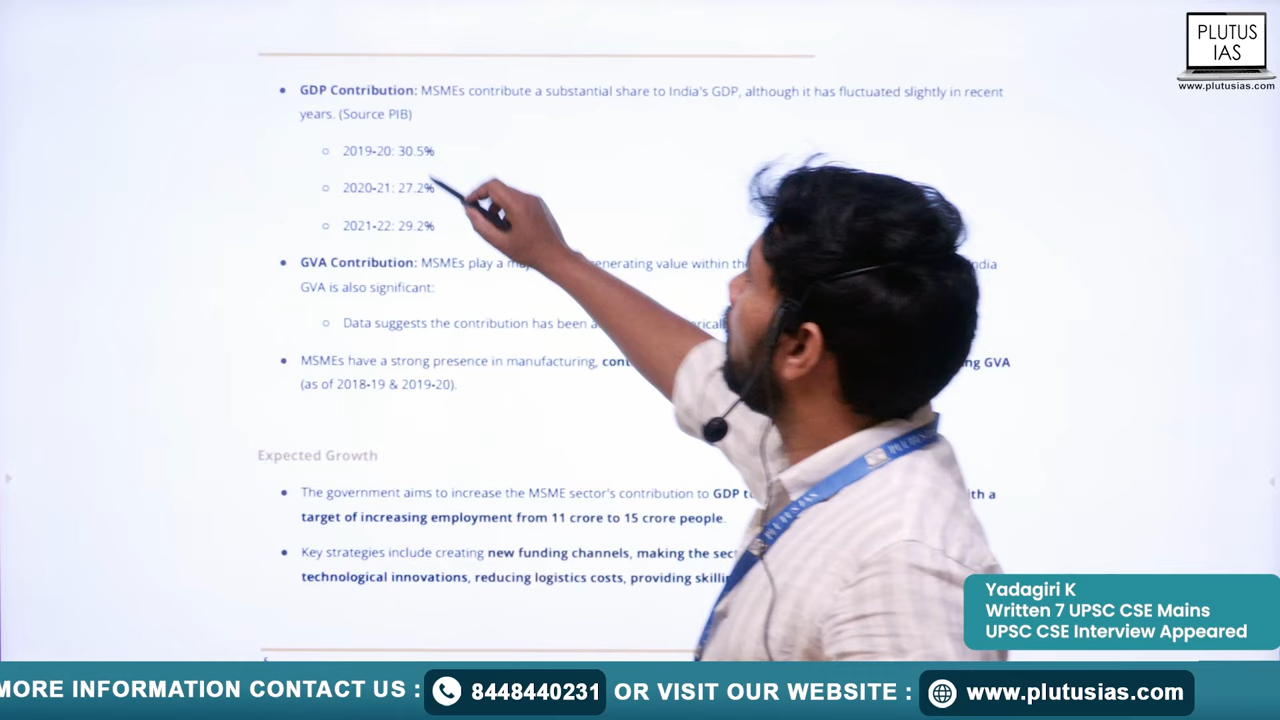 PLUTUS
IAS
www.plutusias.com
• GDP Contribution: MSMEs contribute a substantial share to India's GDP, although it has fluctuated slightly in recent
years. (Source PIB)
○ 2019-20: 30.5%
○ 2020-21: 27.2%
○ 2021-22: 29.2%
• GVA Contribution: MSMEs play a generating value within the India
GVA is also significant:
○ Data suggests the contribution has been
• MSMEs have a strong presence in manufacturing, GVA
(as of 2018-19 & 2019-20).
Expected Growth
• The government aims to increase the MSME sector's contribution to GDP
target of increasing employment from 11 crore to 15 crore people.
• Key strategies include creating new funding channels, making the
technological innovations, reducing logistics costs, providing
Yadagiri K
Written 7 UPSC CSE Mains
UPSC CSE Interview Appeared
MORE INFORMATION CONTACT US : 8448440231 OR VISIT OUR WEBSITE : www.plutusias.com